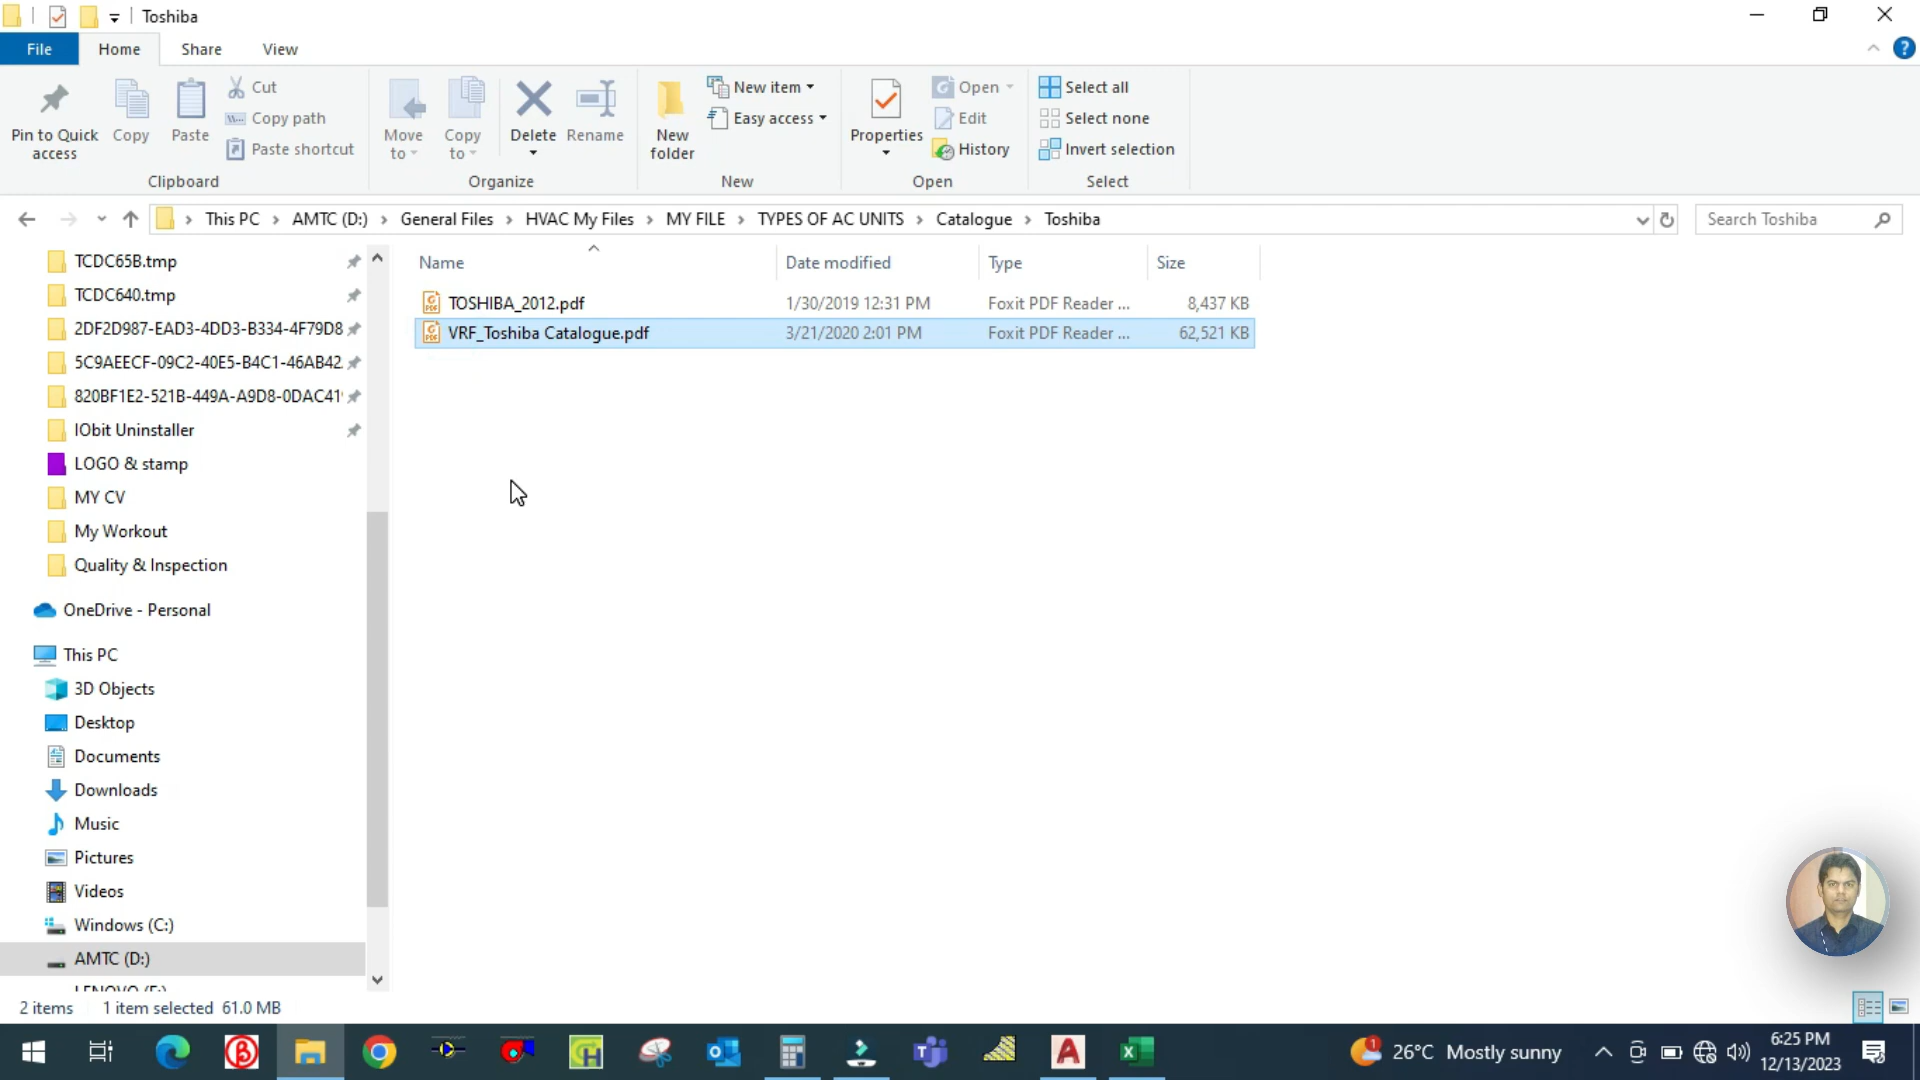 Toshiba
File Home Share View
Pin to Quick access
Copy
Paste
Cut
Copy path
Paste shortcut
Move to
Copy to
Delete
Rename
New folder
New item
Easy access
Properties
Open
Edit
History
Select all
Select none
Invert selection
Clipboard Organize New Open Select
This PC > AMTC (D:) > General Files > HVAC My Files > MY FILE > TYPES OF AC UNITS > Catalogue > Toshiba
Search Toshiba
Name Date modified Type Size
TOSHIBA_2012.pdf 1/30/2019 12:31 PM Foxit PDF Reader ... 8,437 KB
VRF_Toshiba Catalogue.pdf 3/21/2020 2:01 PM Foxit PDF Reader ... 62,521 KB
TCDC65B.tmp
TCDC640.tmp
2DF2D987-EAD3-4DD3-B334-4F79D8
5C9AEECF-09C2-40E5-B4C1-46AB42
820BF1E2-521B-449A-A9D8-0DAC41
IObit Uninstaller
LOGO & stamp
MY CV
My Workout
Quality & Inspection
OneDrive - Personal
This PC
3D Objects
Desktop
Documents
Downloads
Music
Pictures
Videos
Windows (C:)
AMTC (D:)
2 items 1 item selected 61.0 MB
26°C Mostly sunny
6:25 PM
12/13/2023